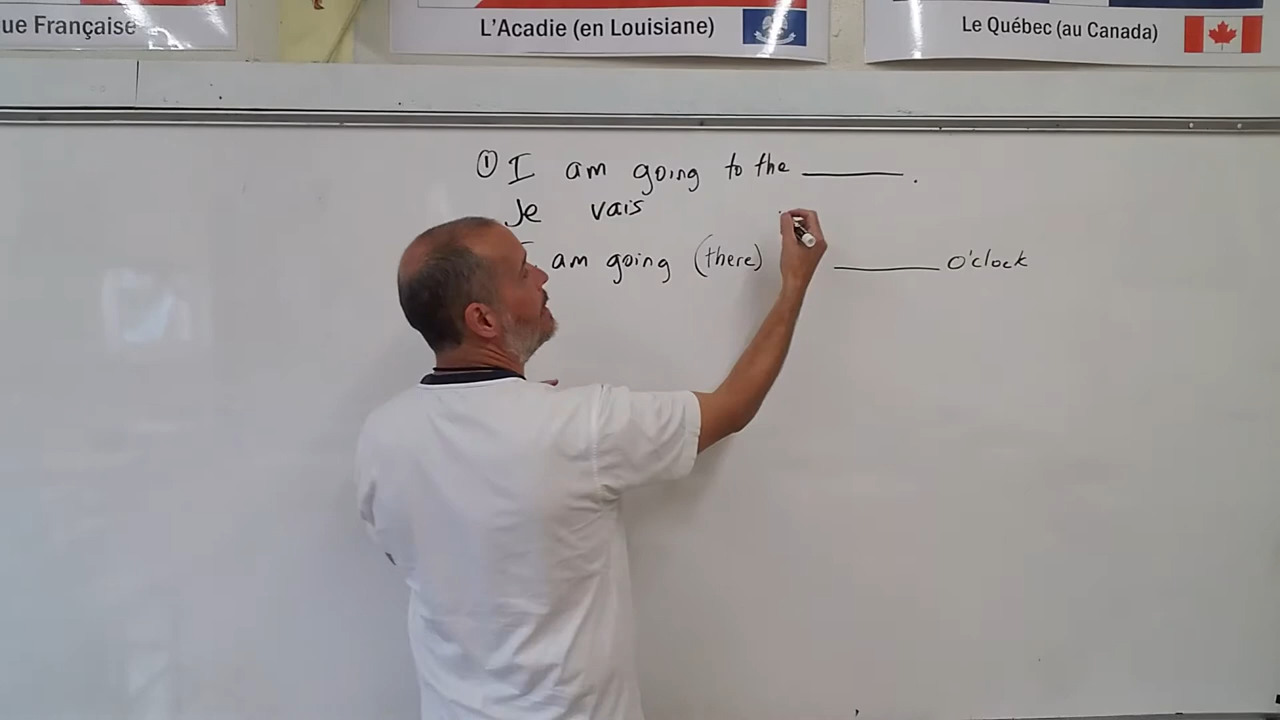 ue Française
L'Acadie (en Louisiane)
Le Québec (au Canada)
① I am going to the ______.
Je vais
am going (there) ______ o'clock